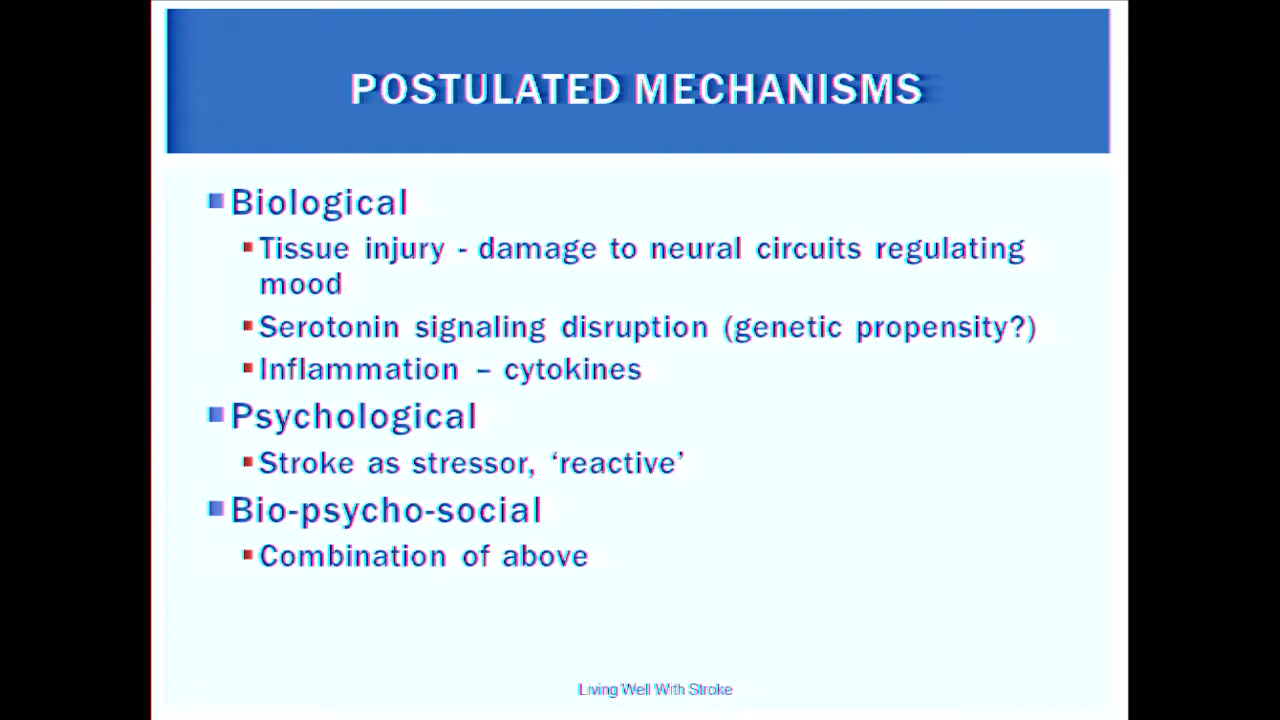 POSTULATED MECHANISMS
Biological
Tissue injury - damage to neural circuits regulating
mood
Serotonin signaling disruption (genetic propensity?)
Inflammation – cytokines
Psychological
Stroke as stressor, ‘reactive’
Bio-psycho-social
Combination of above
Living Well With Stroke